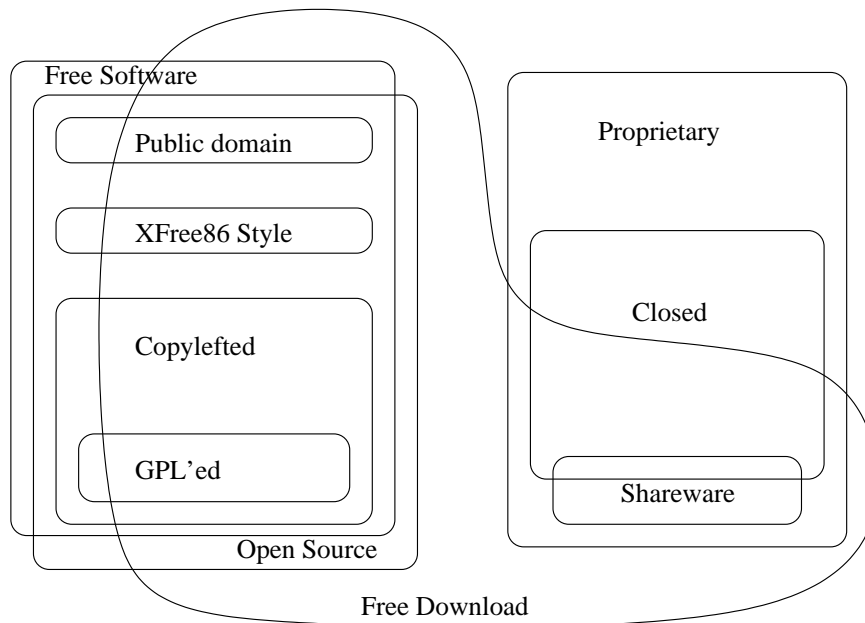 Free Software
Public domain
XFree86 Style
Copylefted
GPL’ed
Open Source
Proprietary
Closed
Shareware
Free Download